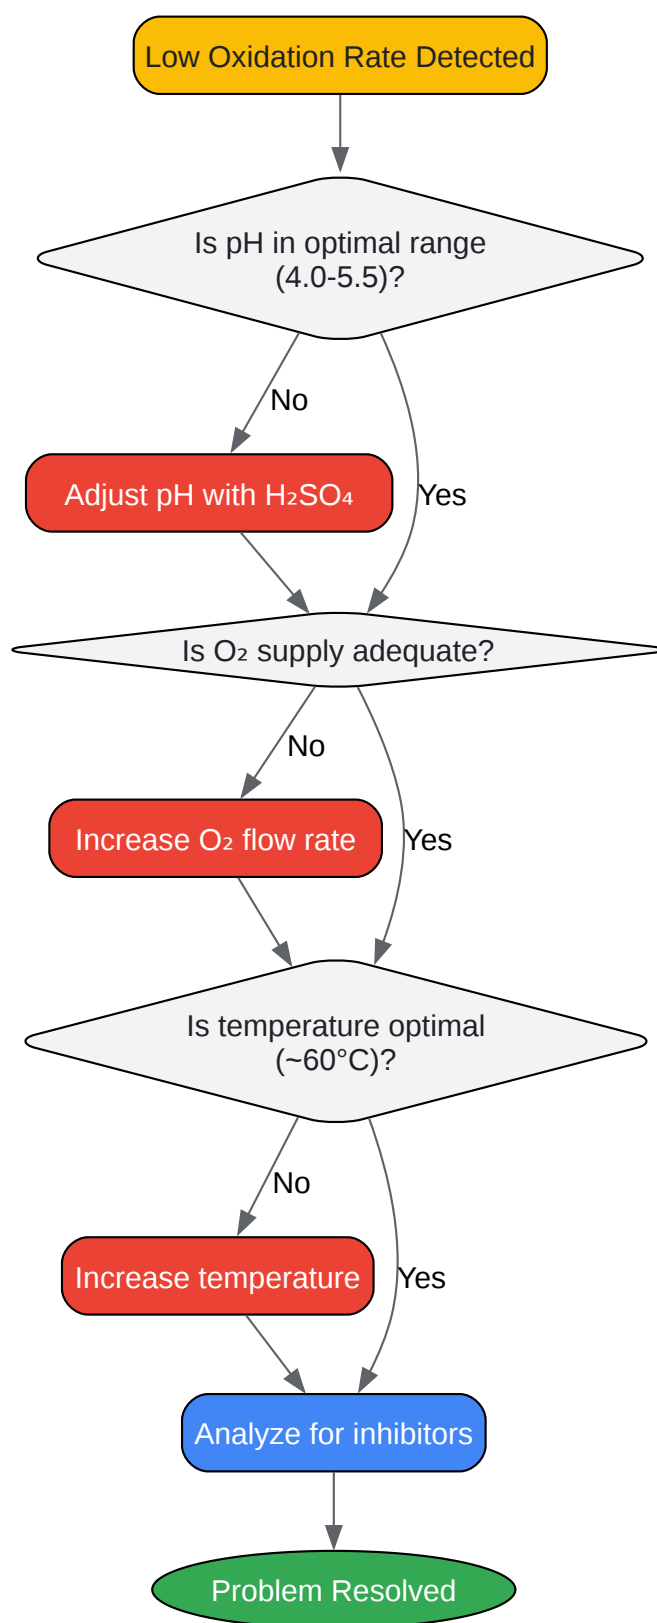 Low Oxidation Rate Detected
Is pH in optimal range
(4.0-5.5)?
No
Adjust pH with H₂SO₄
Yes
Is O₂ supply adequate?
No
Increase O₂ flow rate
Yes
Is temperature optimal
(~60°C)?
No
Increase temperature
Yes
Analyze for inhibitors
Problem Resolved